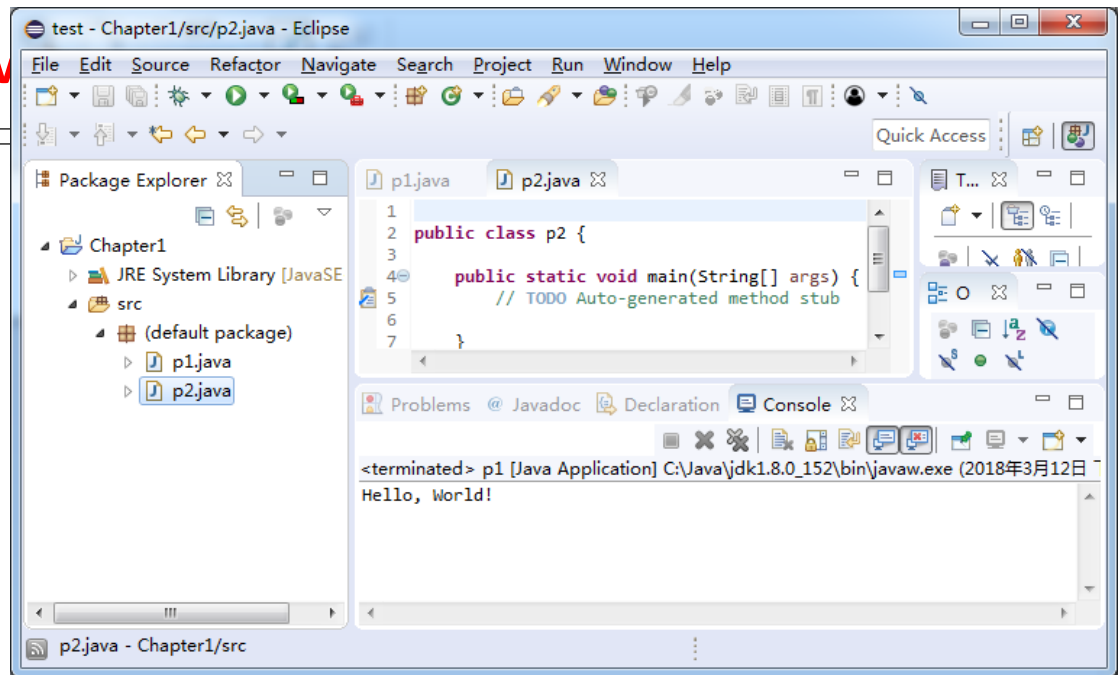 test - Chapter1/src/p2.java - Eclipse
File Edit Source Refactor Navigate Search Project Run Window Help
Quick Access
Package Explorer
Chapter1
JRE System Library [JavaSE
src
(default package)
p1.java
p2.java
p1.java p2.java
1
2 public class p2 {
3
4 public static void main(String[] args) {
5 // TODO Auto-generated method stub
6
7 }
T...
O
Problems @ Javadoc Declaration Console
<terminated> p1 [Java Application] C:\Java\jdk1.8.0_152\bin\javaw.exe (2018年3月12日
Hello, World!
p2.java - Chapter1/src